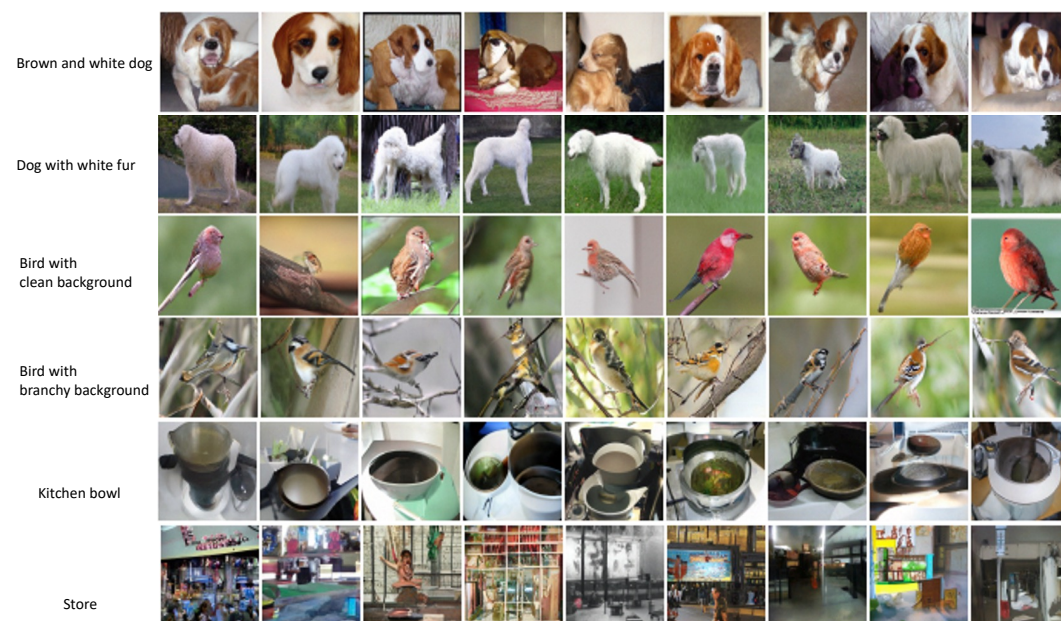 Brown and white dog
Dog with white fur
Bird with
clean background
Bird with
branchy background
Kitchen bowl
Store